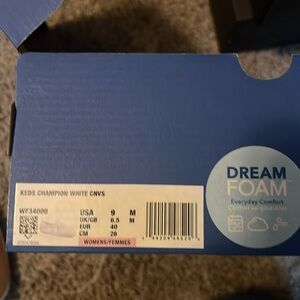 KEDS CHAMPION WHITE CNVS
WF34000
USA 9 M
UK/GB 6.5 M
EUR 40
CM 26
WOMENS/FEMMES
DREAM
FOAM™
Everyday Comfort